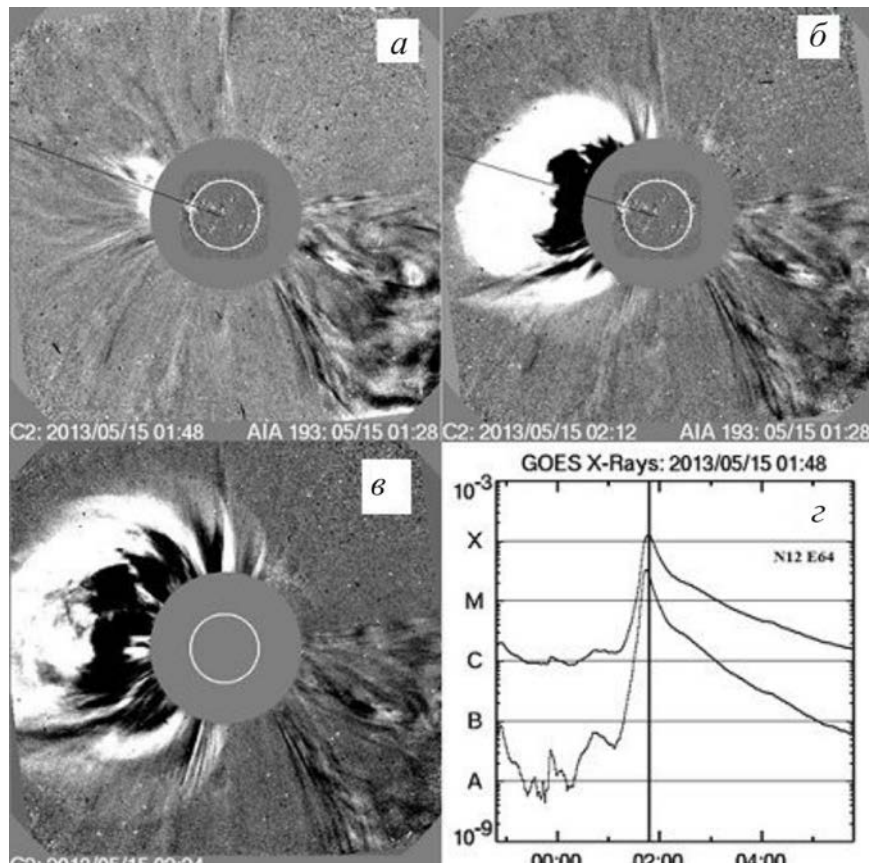 а
C2: 2013/05/15 01:48 AIA 193: 05/15 01:28
б
C2: 2013/05/15 02:12 AIA 193: 05/15 01:28
в
GOES X-Rays: 2013/05/15 01:48
10-3
г
X
N12 E64
M
C
B
A
10-9
00:00 02:00 04:00